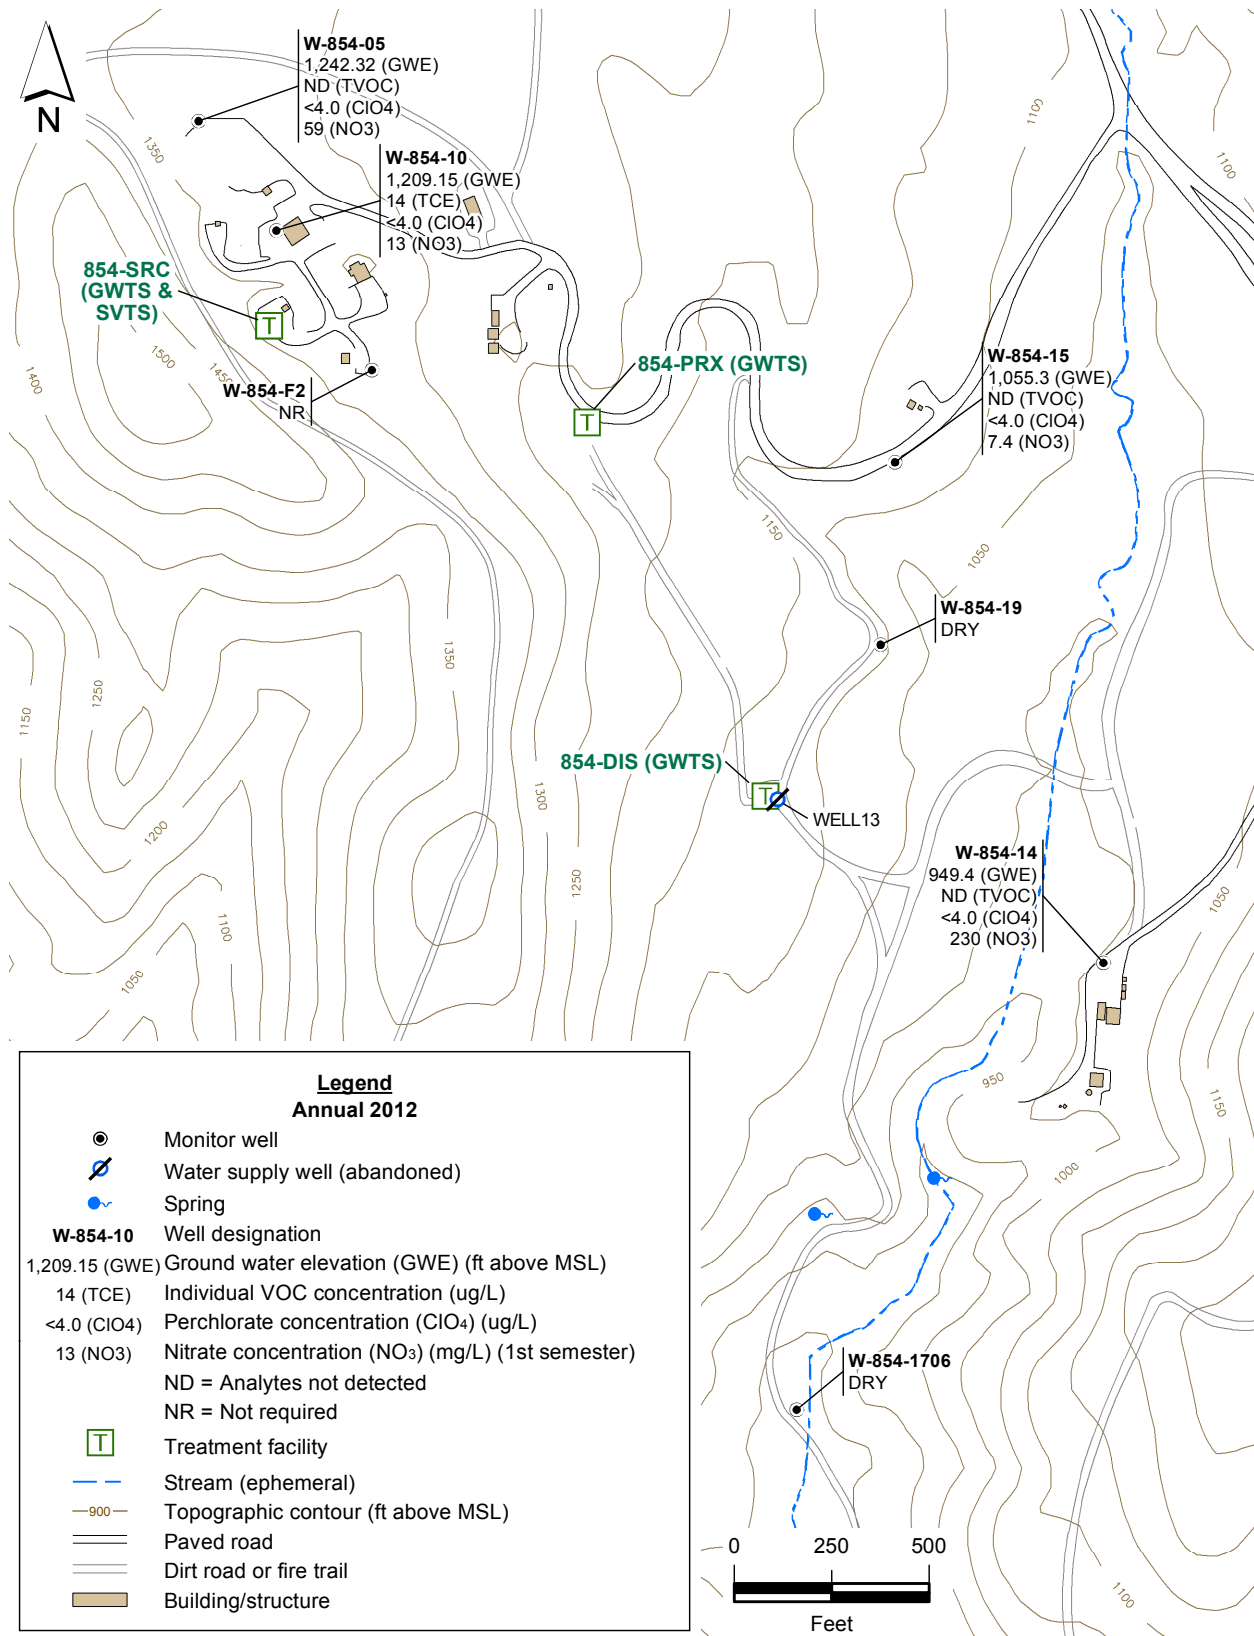 N
W-854-05
1,242.32 (GWE)
ND (TVOC)
<4.0 (ClO4)
59 (NO3)
W-854-10
1,209.15 (GWE)
14 (TCE)
<4.0 (ClO4)
13 (NO3)
1350
1100
1100
854-SRC
(GWTS &
SVTS)
T
1500
1450
1400
W-854-F2
NR
854-PRX (GWTS)
T
W-854-15
1,055.3 (GWE)
ND (TVOC)
<4.0 (ClO4)
7.4 (NO3)
1150
1050
W-854-19
DRY
1350
1250
1150
854-DIS (GWTS)
T
WELL13
1300
1200
1250
W-854-14
949.4 (GWE)
ND (TVOC)
<4.0 (ClO4)
230 (NO3)
1050
1100
1050
950
1150
1000
W-854-1706
DRY
1100
0 250 500
Feet
Legend
Annual 2012
Monitor well
Water supply well (abandoned)
Spring
W-854-10 Well designation
1,209.15 (GWE) Ground water elevation (GWE) (ft above MSL)
14 (TCE) Individual VOC concentration (ug/L)
<4.0 (ClO4) Perchlorate concentration (ClO4) (ug/L)
13 (NO3) Nitrate concentration (NO3) (mg/L) (1st semester)
ND = Analytes not detected
NR = Not required
T Treatment facility
Stream (ephemeral)
900 Topographic contour (ft above MSL)
Paved road
Dirt road or fire trail
Building/structure